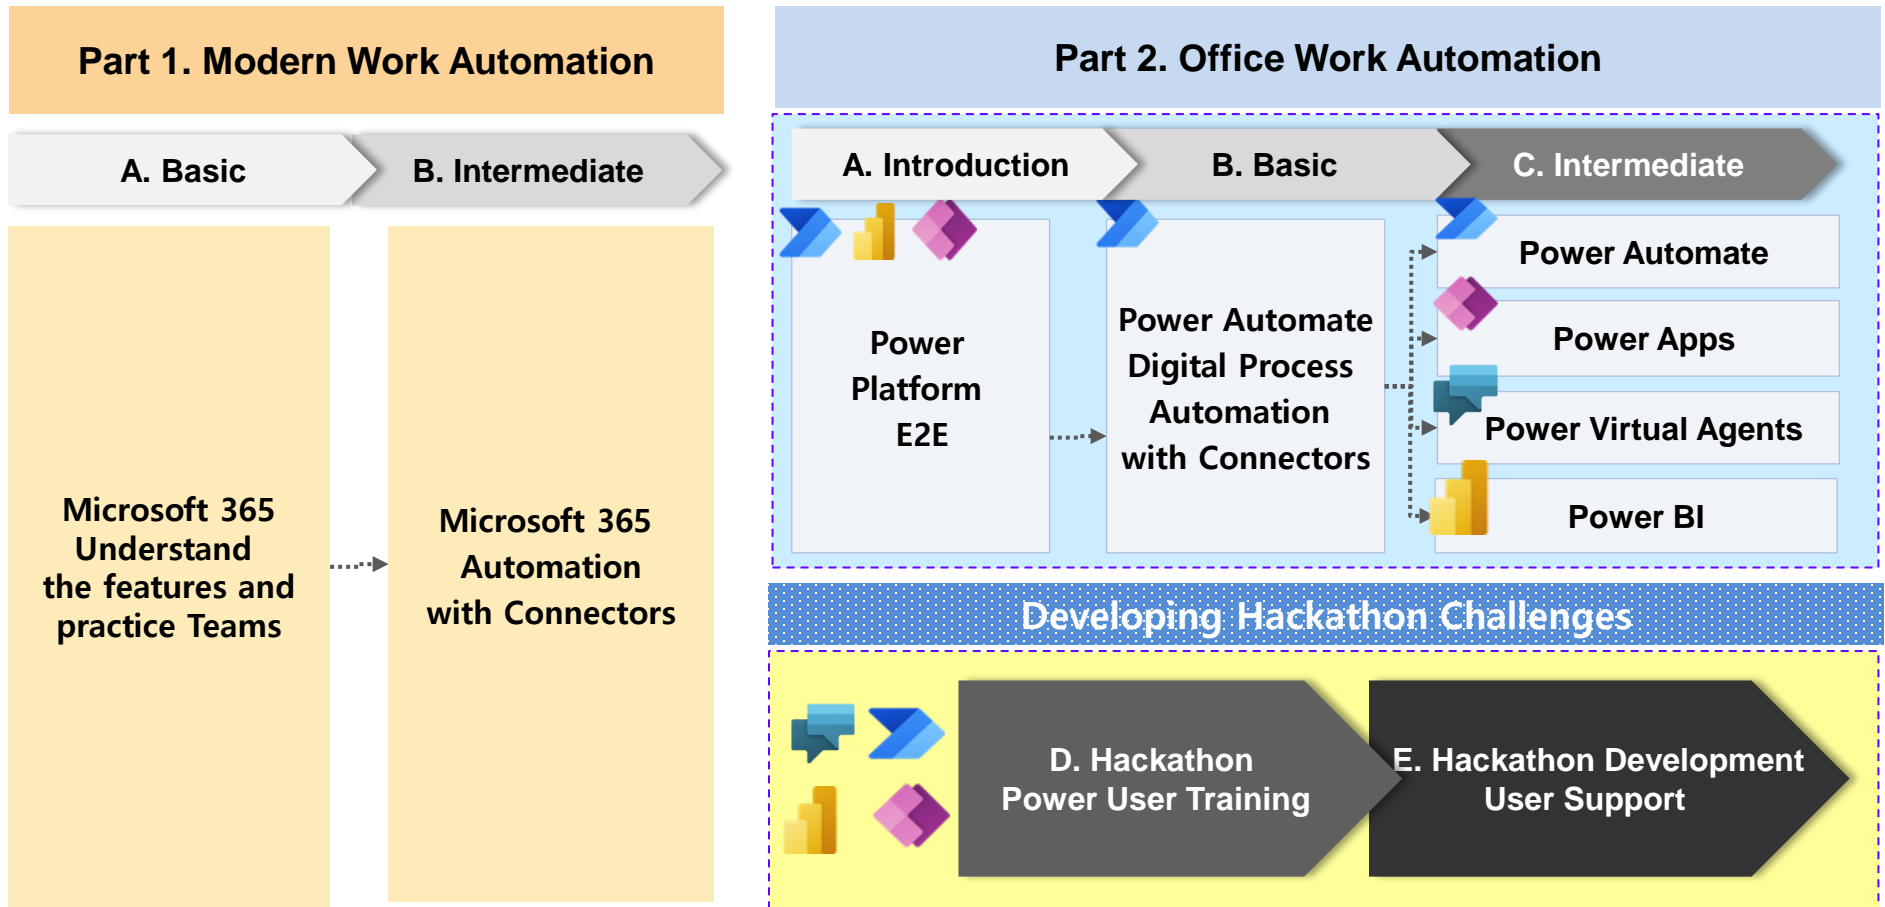 Part 1. Modern Work Automation
A. Basic
B. Intermediate
Microsoft 365
Understand
the features and
practice Teams
Microsoft 365
Automation
with Connectors
Part 2. Office Work Automation
A. Introduction
B. Basic
C. Intermediate
Power
Platform
E2E
Power Automate
Digital Process
Automation
with Connectors
Power Automate
Power Apps
Power Virtual Agents
Power BI
Developing Hackathon Challenges
D. Hackathon
Power User Training
E. Hackathon Development
User Support